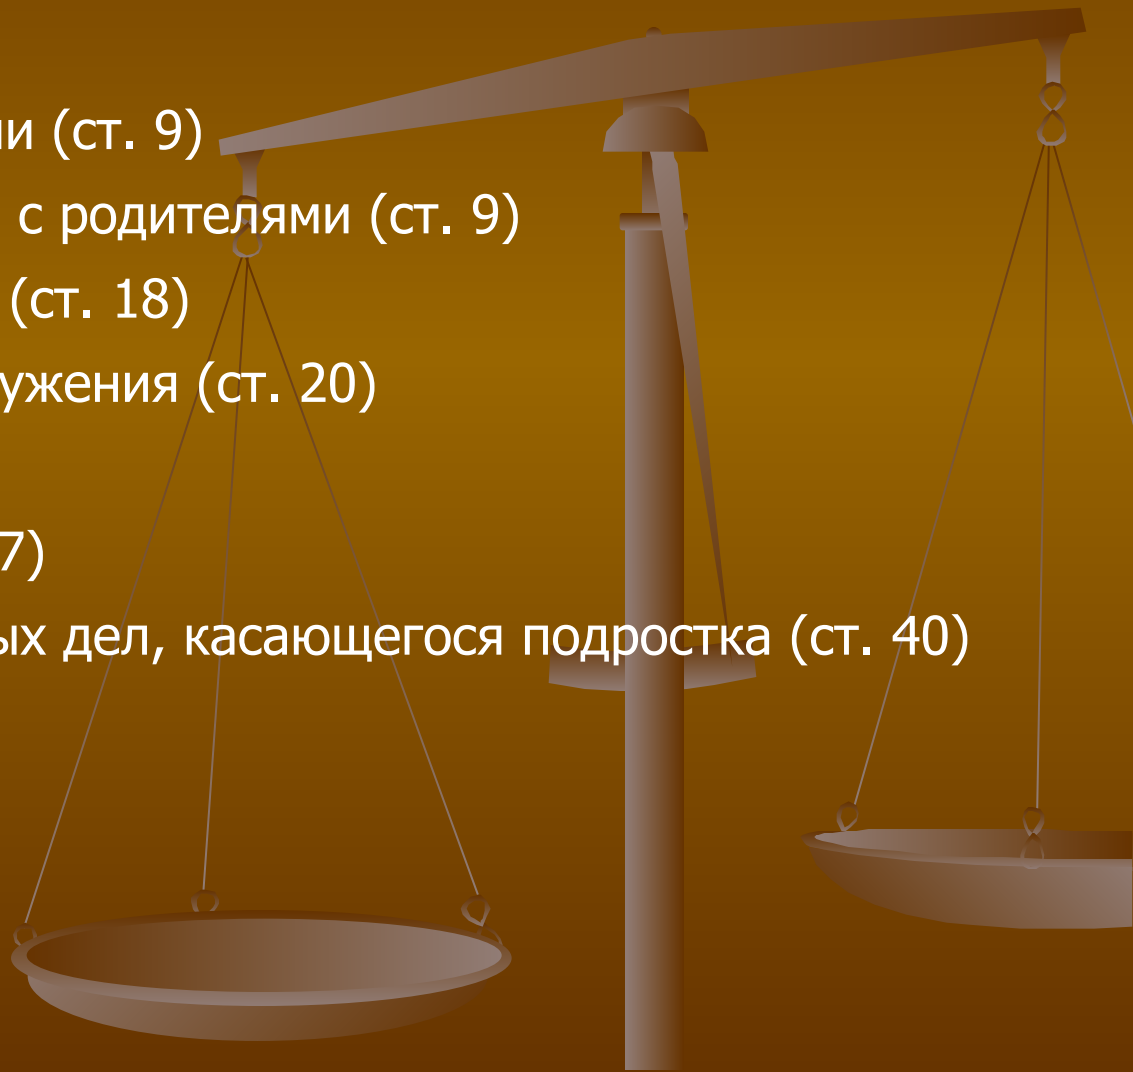 ии (ст. 9)
с родителями (ст. 9)
(ст. 18)
ужения (ст. 20)
7)
ых дел, касающегося подростка (ст. 40)